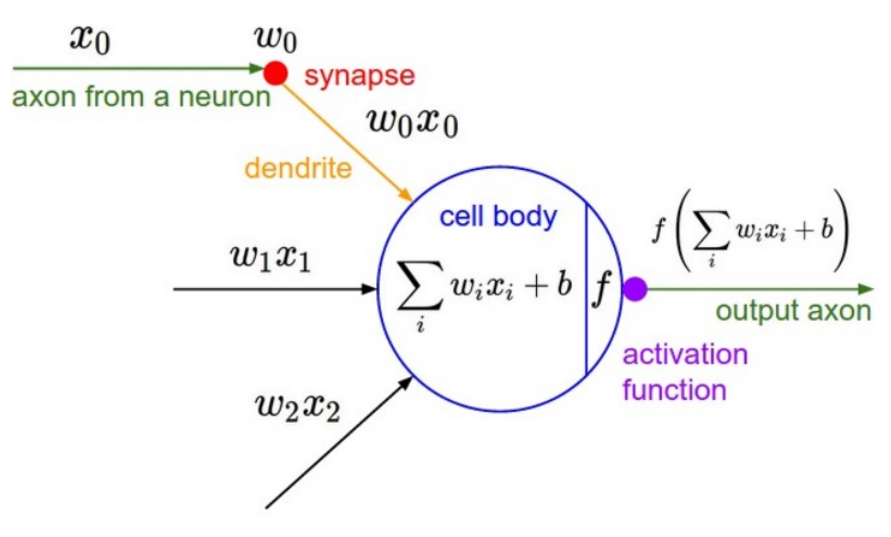 x₀
w₀
synapse
axon from a neuron
w₀x₀
dendrite
cell body
f(∑ᵢ wᵢxᵢ + b)
w₁x₁
∑ᵢ wᵢxᵢ + b
f
output axon
activation
function
w₂x₂